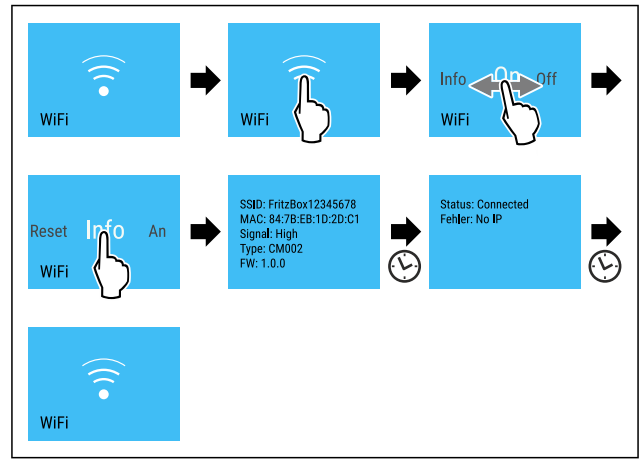 WiFi
WiFi
Info On Off
WiFi
Reset Info An
WiFi
SSID: FritzBox12345678
MAC: 84:7B:EB:1D:2D:C1
Signal: High
Type: CM002
FW: 1.0.0
Status: Connected
Fehler: No IP
WiFi